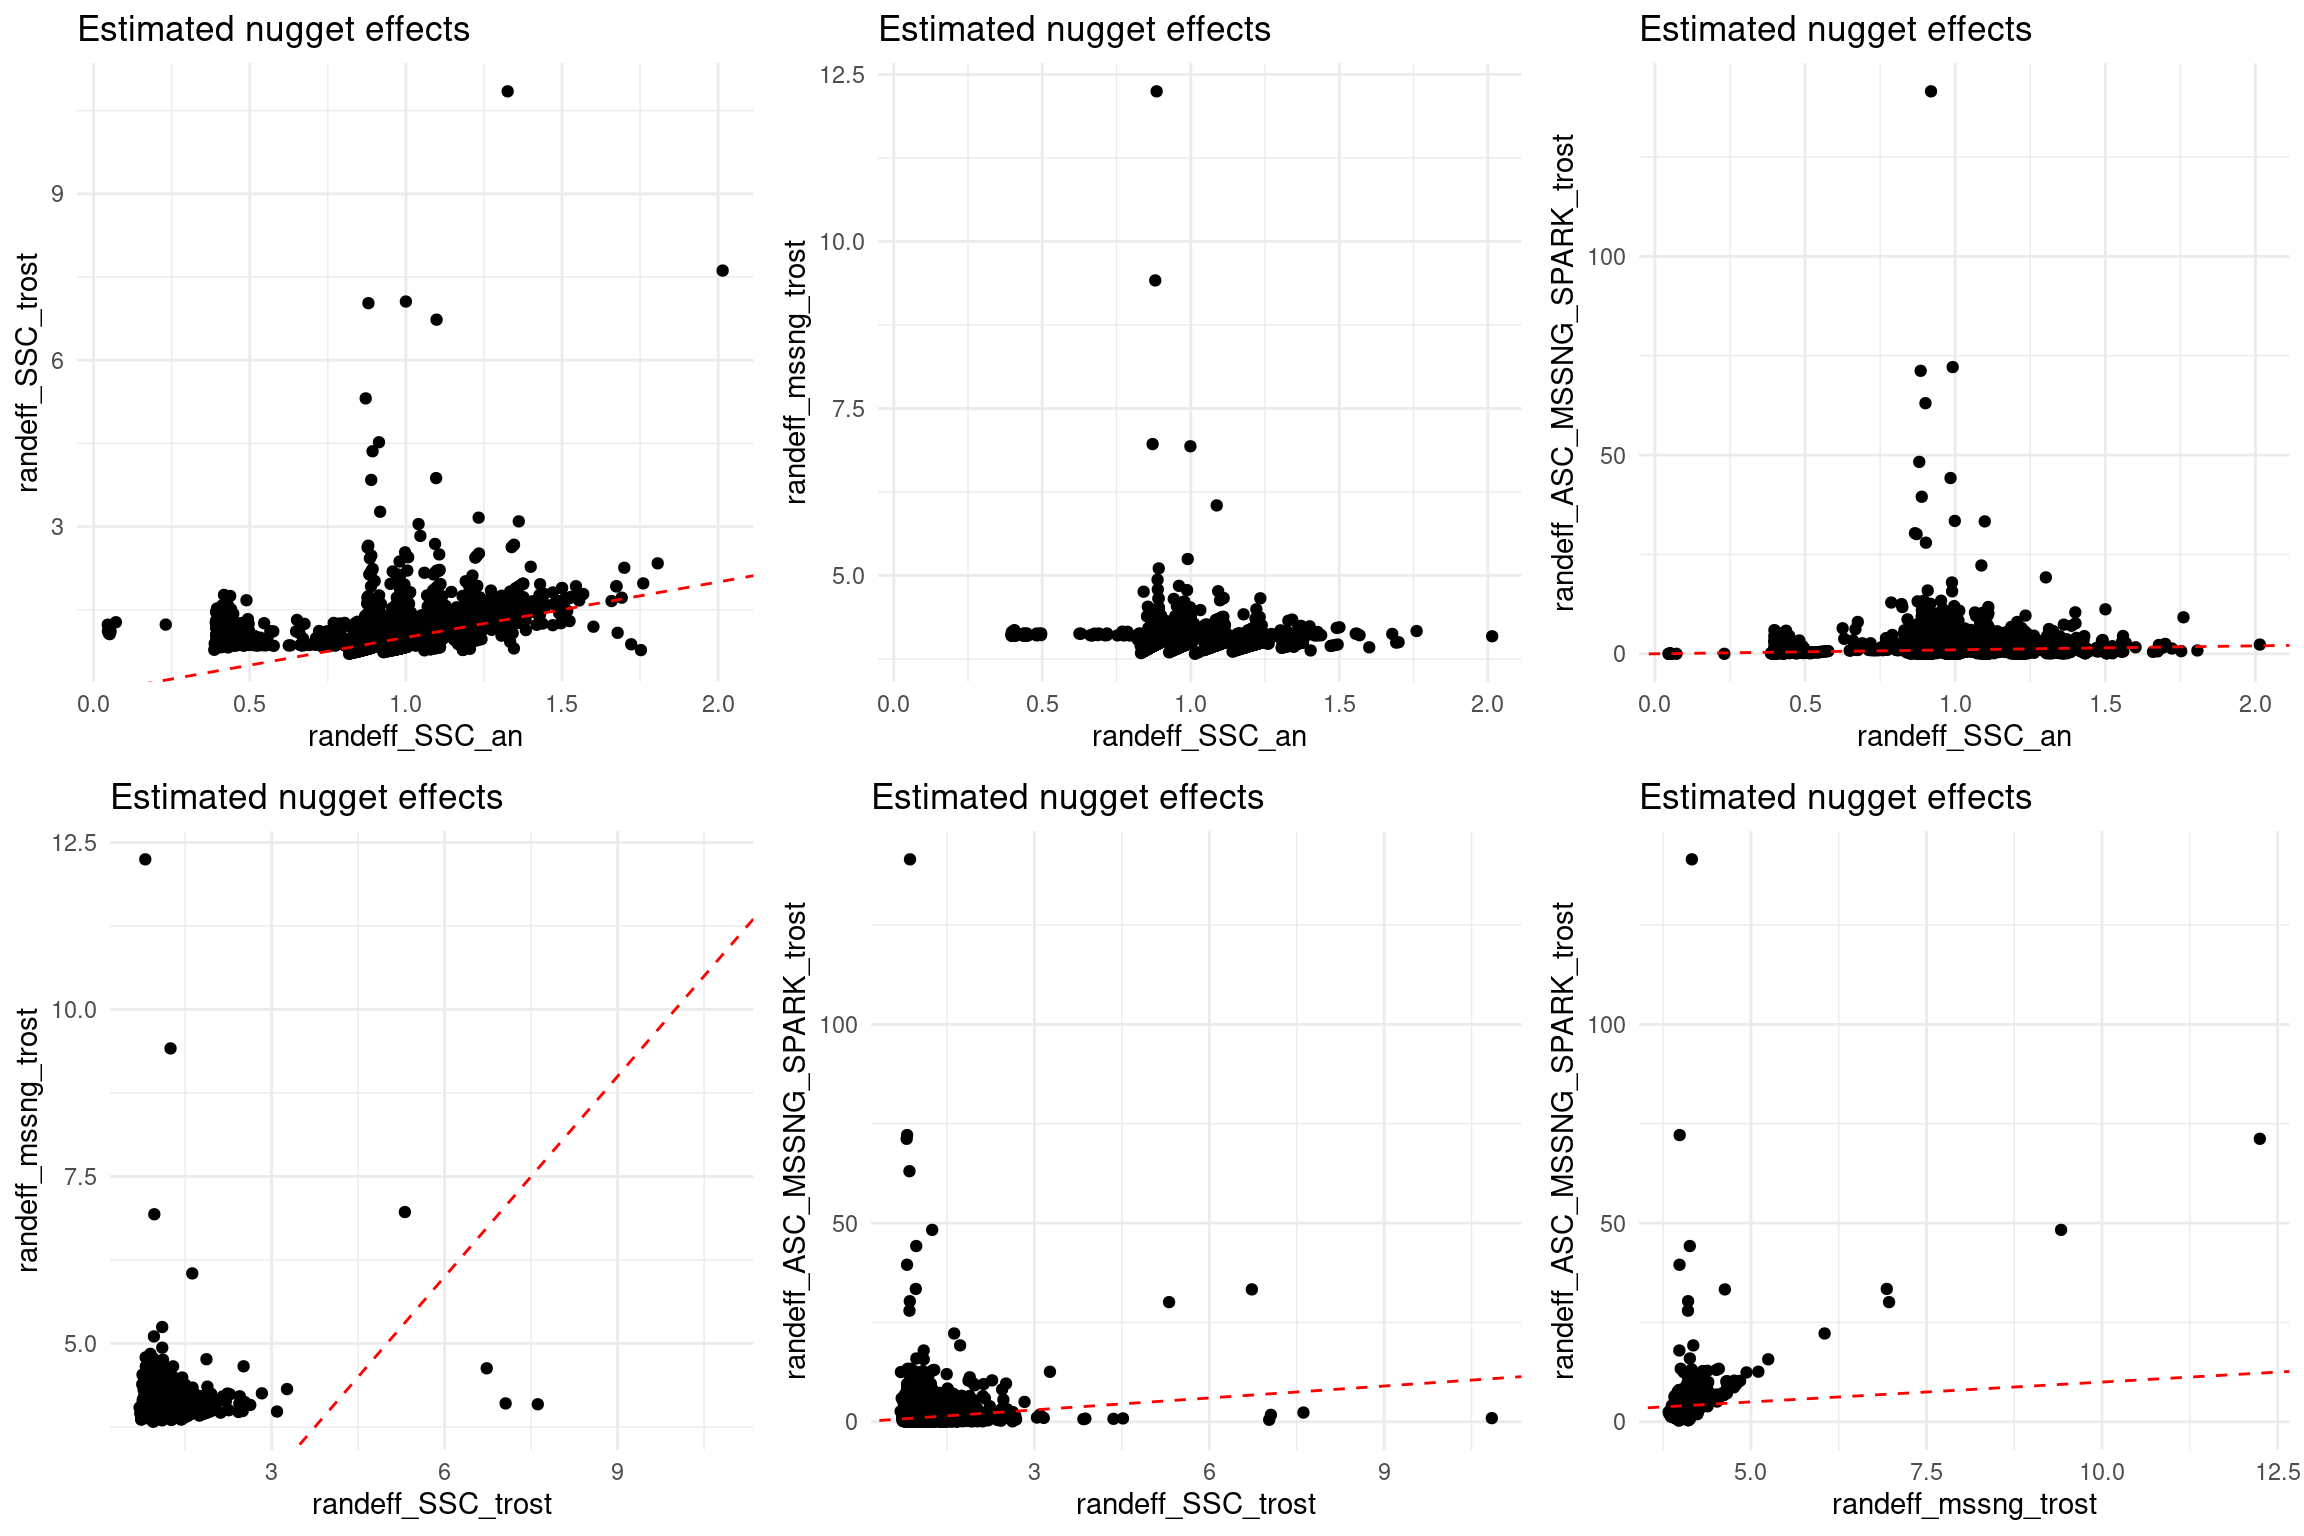 Estimated nugget effects
randeff_SSC_trost
9
6
3
0.0 0.5 1.0 1.5 2.0
randeff_SSC_an
Estimated nugget effects
randeff_mssng_trost
12.5
10.0
7.5
5.0
0.0 0.5 1.0 1.5 2.0
randeff_SSC_an
Estimated nugget effects
randeff_ASC_MSSNG_SPARK_trost
100
50
0
0.0 0.5 1.0 1.5 2.0
randeff_SSC_an
Estimated nugget effects
randeff_mssng_trost
12.5
10.0
7.5
5.0
3 6 9
randeff_SSC_trost
Estimated nugget effects
randeff_ASC_MSSNG_SPARK_trost
100
50
0
3 6 9
randeff_SSC_trost
Estimated nugget effects
randeff_ASC_MSSNG_SPARK_trost
100
50
0
5.0 7.5 10.0 12.5
randeff_mssng_trost